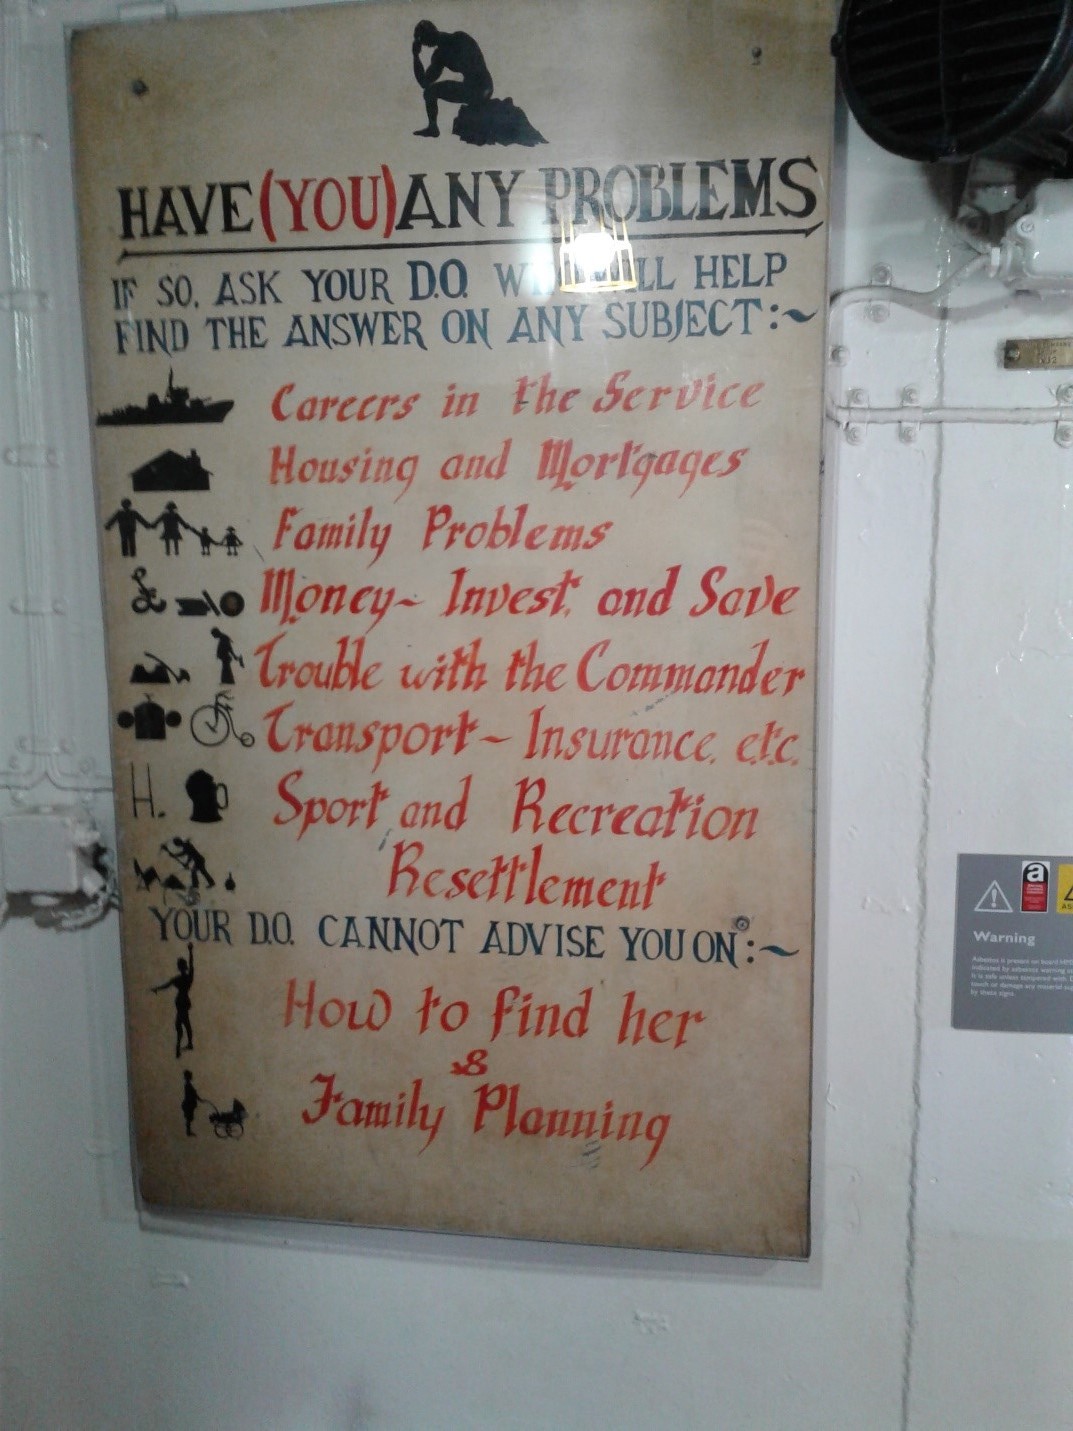 HAVE (YOU) ANY PROBLEMS
IF SO, ASK YOUR D.O. WILL HELP
FIND THE ANSWER ON ANY SUBJECT:~
Careers in the Service
Housing and Mortgages
Family Problems
Money~ Invest, and Save
Trouble with the Commander
Transport~ Insurance, etc.
H.
Sport and Recreation
Resettlement
YOUR D.O. CANNOT ADVISE YOU ON:~
How to find her
&
Family Planning
a
Warning